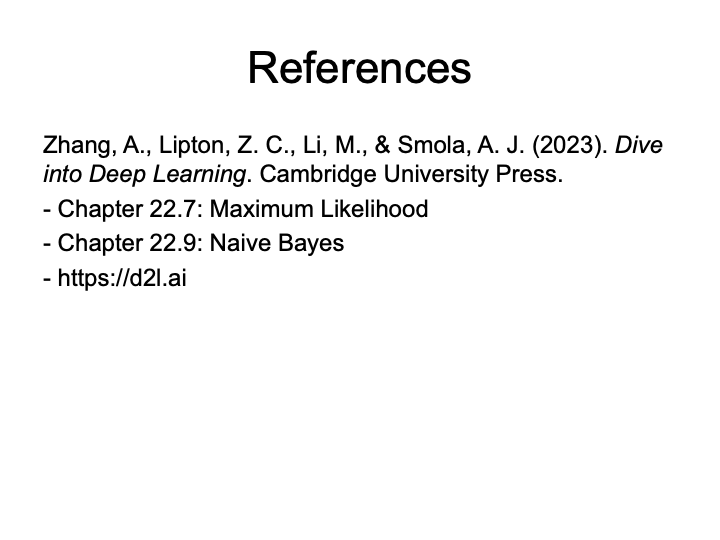 References
Zhang, A., Lipton, Z. C., Li, M., & Smola, A. J. (2023). Dive
into Deep Learning. Cambridge University Press.
- Chapter 22.7: Maximum Likelihood
- Chapter 22.9: Naive Bayes
- https://d2l.ai